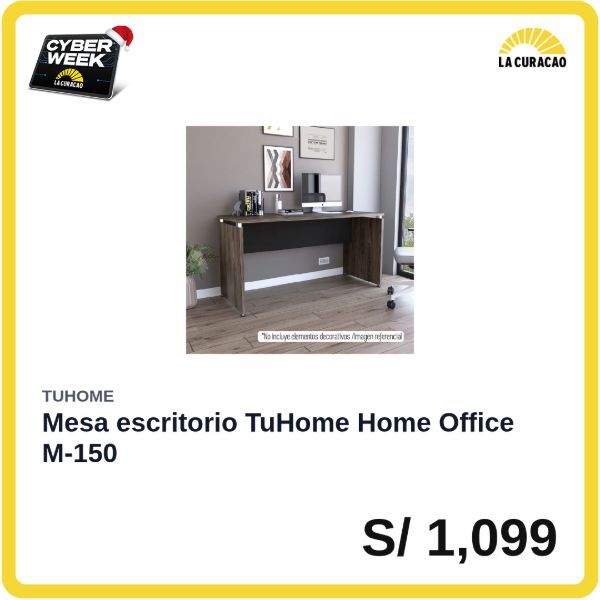 CYBER
WEEK
LA CURACAO
LA CURACAO
*No incluye elementos decorativos /Imagen referencial
TUHOME
Mesa escritorio TuHome Home Office
M-150
S/ 1,099